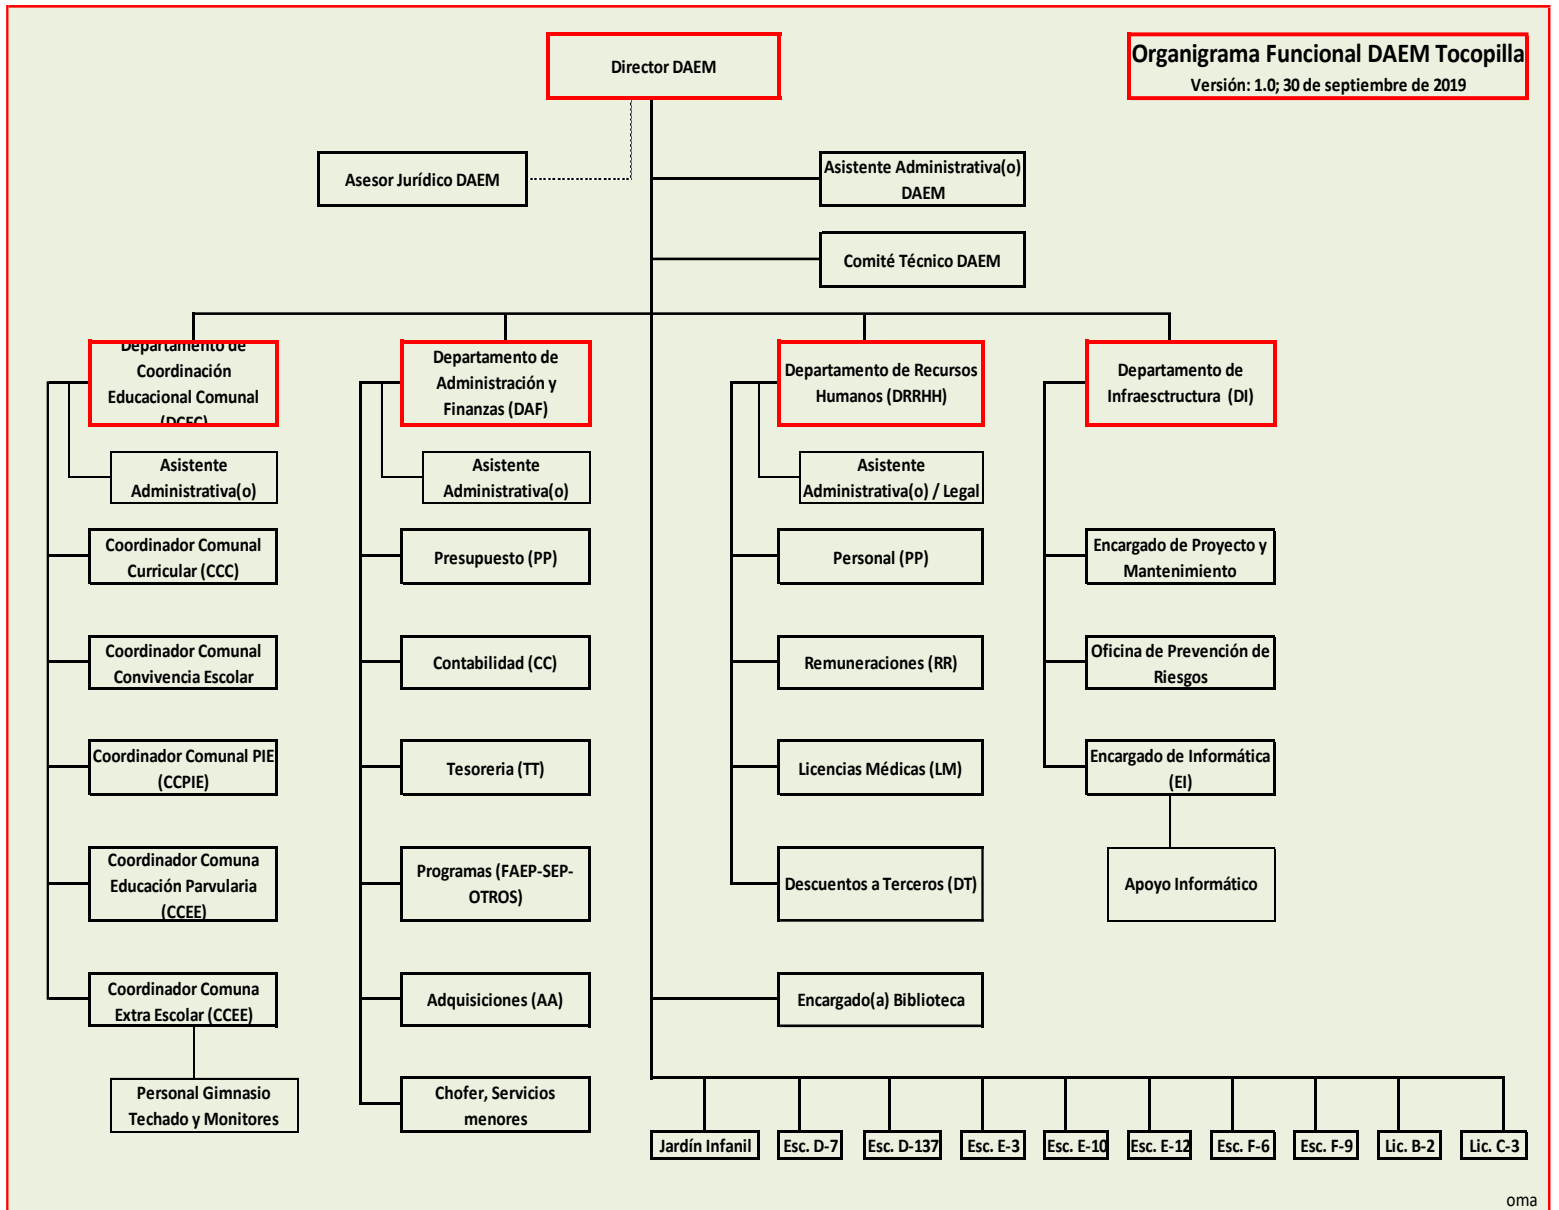 Director DAEM
Organigrama Funcional DAEM Tocopilla
Versión: 1.0; 30 de septiembre de 2019
Asesor Jurídico DAEM
Asistente Administrativa(o)
DAEM
Comité Técnico DAEM
Departamento de
Coordinación
Educacional Comunal
(DCEC)
Departamento de
Administración y
Finanzas (DAF)
Departamento de Recursos
Humanos (DRRHH)
Departamento de
Infraesctructura (DI)
Asistente
Administrativa(o)
Asistente
Administrativa(o)
Asistente
Administrativa(o) / Legal
Coordinador Comunal
Curricular (CCC)
Presupuesto (PP)
Personal (PP)
Encargado de Proyecto y
Mantenimiento
Coordinador Comunal
Convivencia Escolar
Contabilidad (CC)
Remuneraciones (RR)
Oficina de Prevención de
Riesgos
Coordinador Comunal PIE
(CCPIE)
Tesoreria (TT)
Licencias Médicas (LM)
Encargado de Informática
(EI)
Coordinador Comuna
Educación Parvularia
(CCEE)
Programas (FAEP-SEP-
OTROS)
Descuentos a Terceros (DT)
Apoyo Informático
Coordinador Comuna
Extra Escolar (CCEE)
Adquisiciones (AA)
Encargado(a) Biblioteca
Personal Gimnasio
Techado y Monitores
Chofer, Servicios
menores
Jardín Infanil
Esc. D-7
Esc. D-137
Esc. E-3
Esc. E-10
Esc. E-12
Esc. F-6
Esc. F-9
Lic. B-2
Lic. C-3
oma